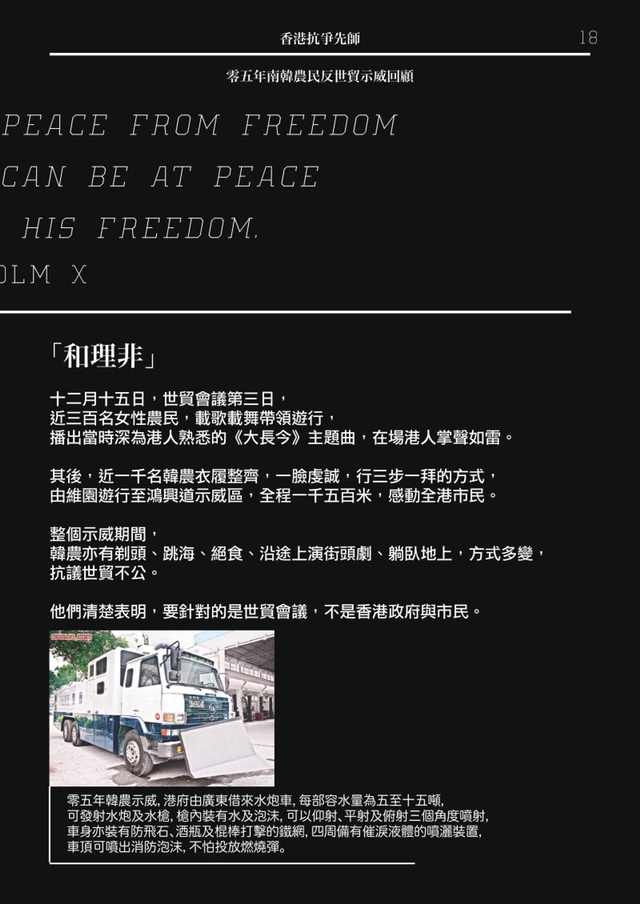 香港抗爭先師
18
零五年南韓農民反世貿示威回顧
PEACE FROM FREEDOM
CAN BE AT PEACE
HIS FREEDOM.
OLM X
「和理非」
十二月十五日，世貿會議第三日，
近三百名女性農民，載歌載舞帶領遊行，
播出當時深為港人熟悉的《大長今》主題曲，在場港人掌聲如雷。
其後，近一千名韓農衣履整齊，一臉虔誠，行三步一拜的方式，
由維園遊行至鴻興道示威區，全程一千五百米，感動全港市民。
整個示威期間，
韓農亦有剃頭、跳海、絕食、沿途上演街頭劇、躺臥地上，方式多變，
抗議世貿不公。
他們清楚表明，要針對的是世貿會議，不是香港政府與市民。
零五年韓農示威, 港府由廣東借來水炮車, 每部容水量為五至十五噸,
可發射水炮及水槍, 槍內裝有水及泡沫, 可以仰射、平射及俯射三個角度噴射,
車身亦裝有防飛石、酒瓶及棍棒打擊的鐵網, 四周備有催淚液體的噴灑裝置,
車頂可噴出消防泡沫, 不怕投放燃燒彈。